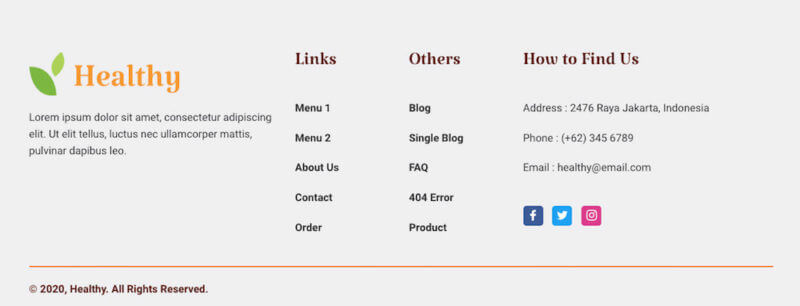 Healthy
Lorem ipsum dolor sit amet, consectetur adipiscing
elit. Ut elit tellus, luctus nec ullamcorper mattis,
pulvinar dapibus leo.
Links
Menu 1
Menu 2
About Us
Contact
Order
Others
Blog
Single Blog
FAQ
404 Error
Product
How to Find Us
Address : 2476 Raya Jakarta, Indonesia
Phone : (+62) 345 6789
Email : healthy@email.com
© 2020, Healthy. All Rights Reserved.